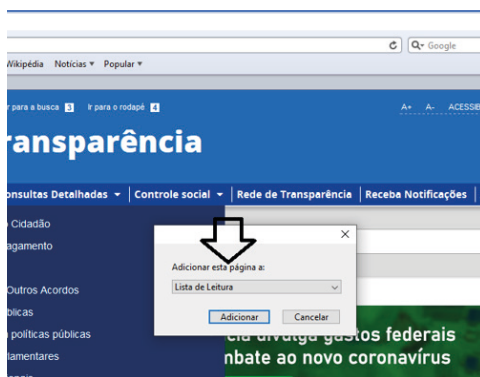 Google
Wikipédia Notícias Popular
r para a busca 3 Ir para o rodapé 4 A+ A- ACESSIB
ransparência
onsultas Detalhadas Controle social Rede de Transparência Receba Notificações
Cidadão
agamento
Adicionar esta página a:
Outros Acordos
Lista de Leitura
blicas
Adicionar Cancelar
políticas públicas
cia divulga gastos federais
lamentares
mbate ao novo coronavírus